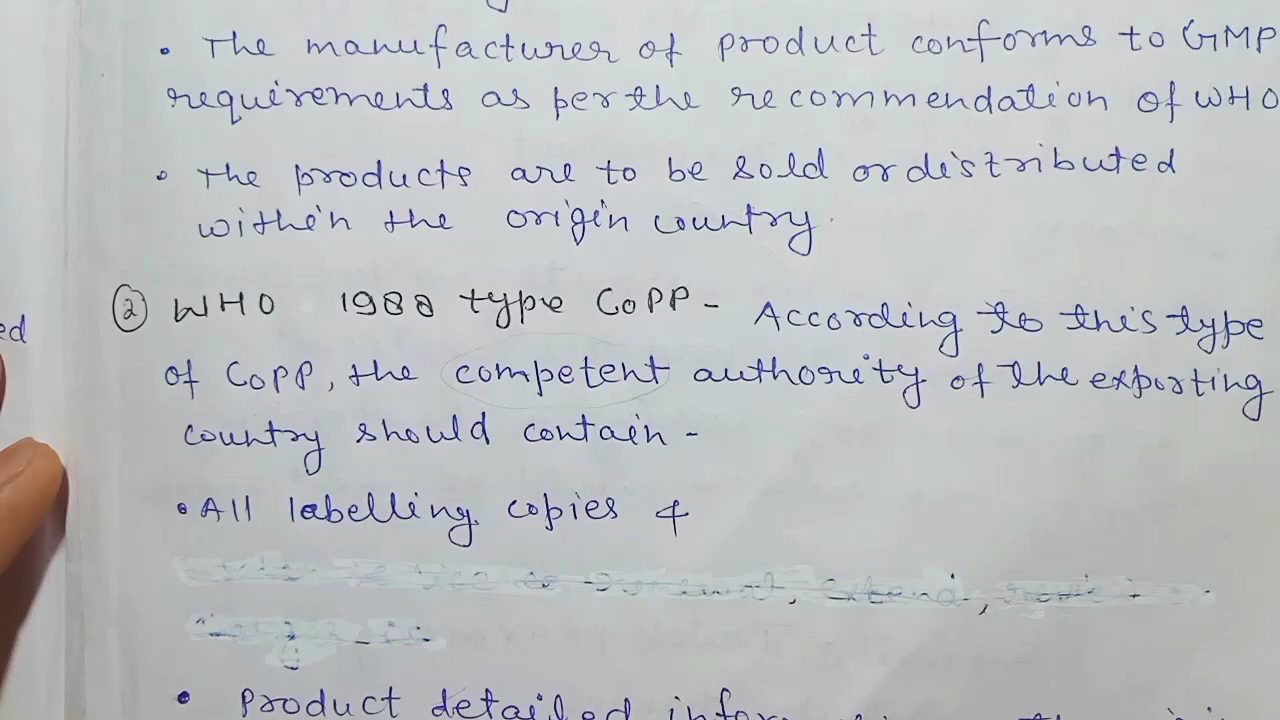 • The manufacturer of product conforms to GMP
requirements as per the recommendation of WHO
• The products are to be sold or distributed
within the origin country.
② WHO 1988 type CoPP - According to this type
ed
of CoPP, the competent authority of the exporting
country should contain -
• All labelling copies &
extend,
• Product detailed